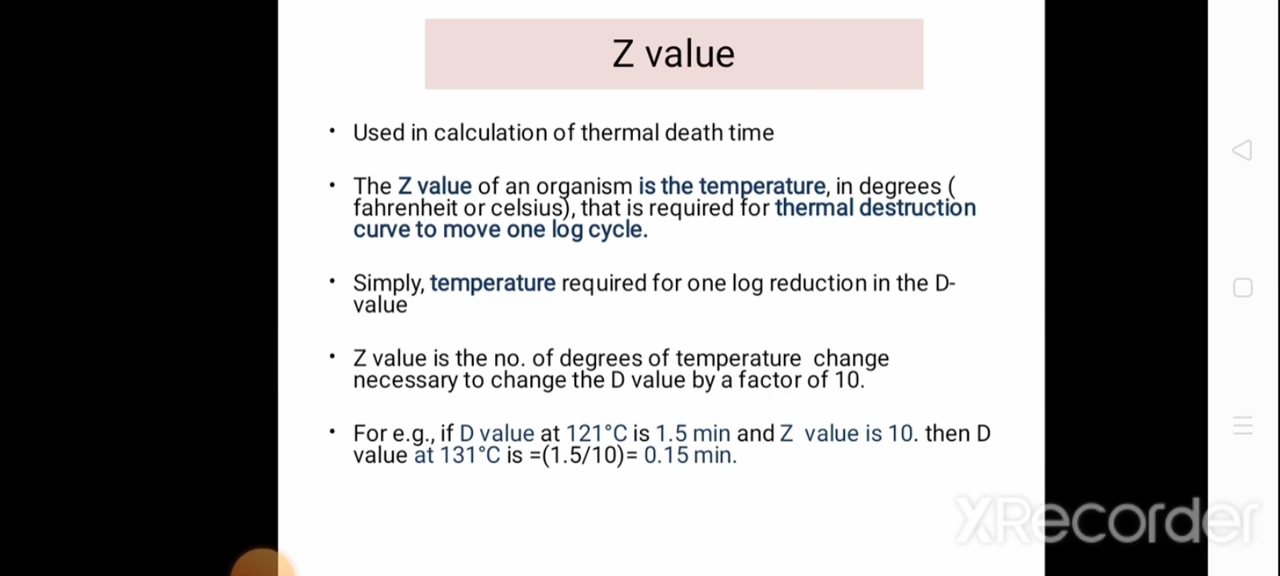 Z value
• Used in calculation of thermal death time
• The Z value of an organism is the temperature, in degrees (
fahrenheit or celsius), that is required for thermal destruction
curve to move one log cycle.
• Simply, temperature required for one log reduction in the D-
value
• Z value is the no. of degrees of temperature change
necessary to change the D value by a factor of 10.
• For e.g., if D value at 121°C is 1.5 min and Z value is 10. then D
value at 131°C is =(1.5/10)= 0.15 min.
XRecorder